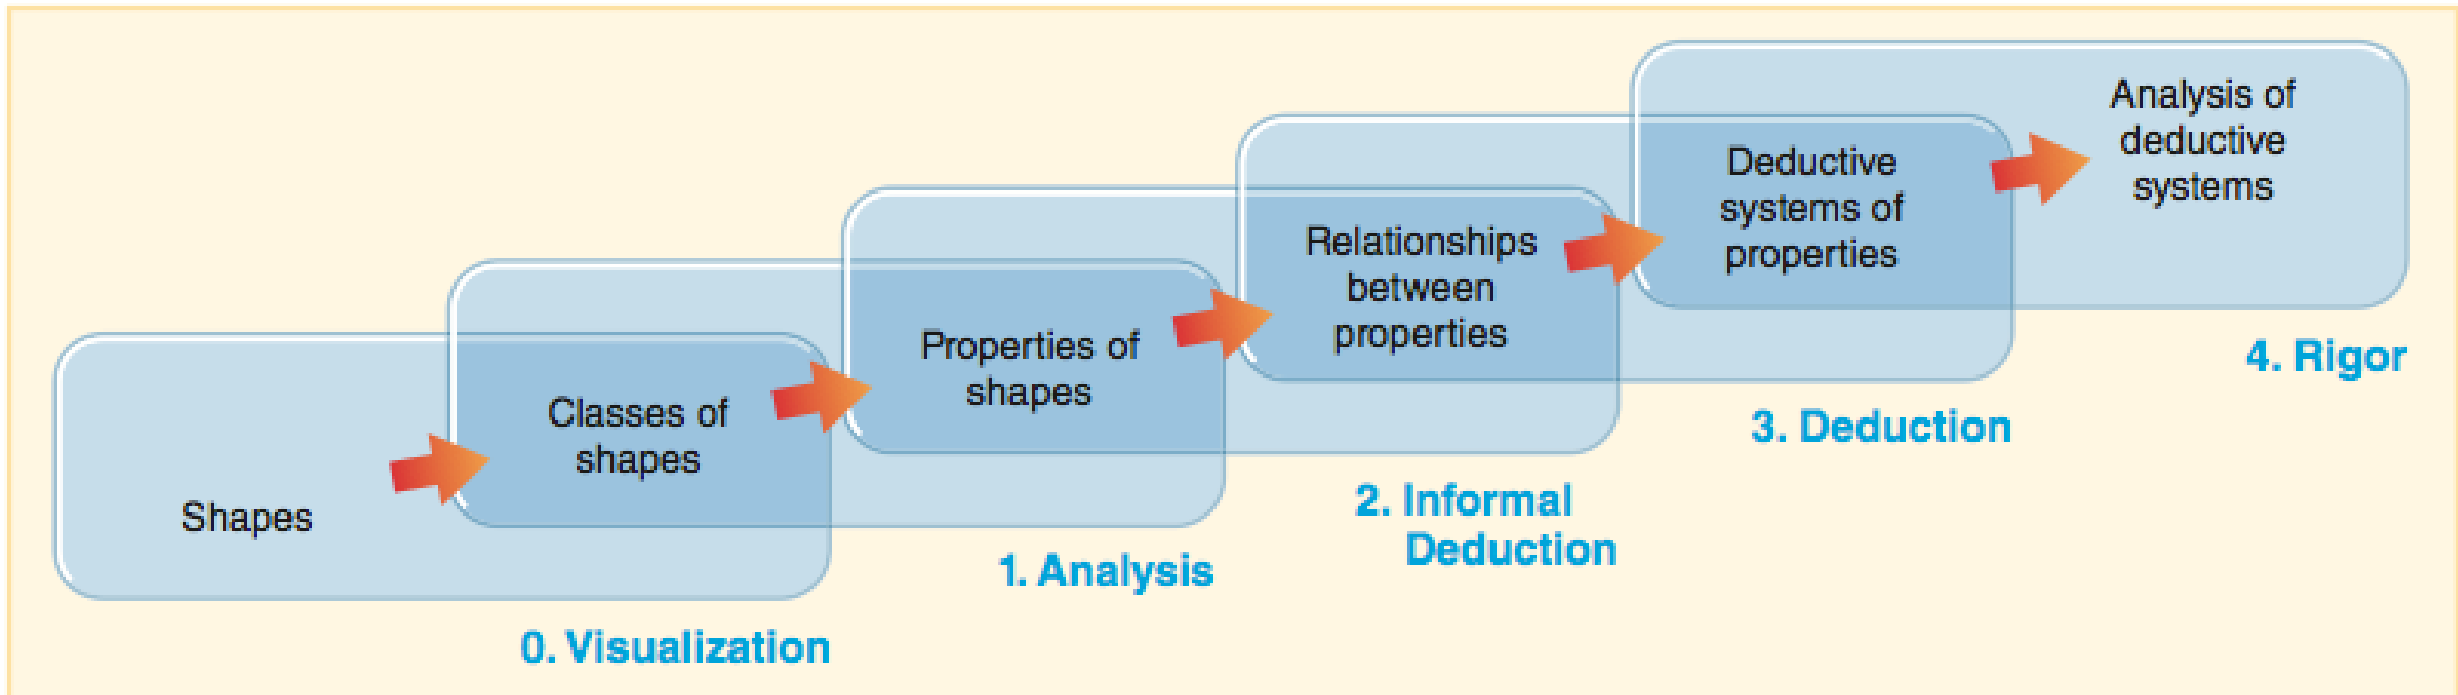 Shapes
Classes of
shapes
Properties of
shapes
Relationships
between
properties
Deductive
systems of
properties
Analysis of
deductive
systems
0. Visualization
1. Analysis
2. Informal
Deduction
3. Deduction
4. Rigor